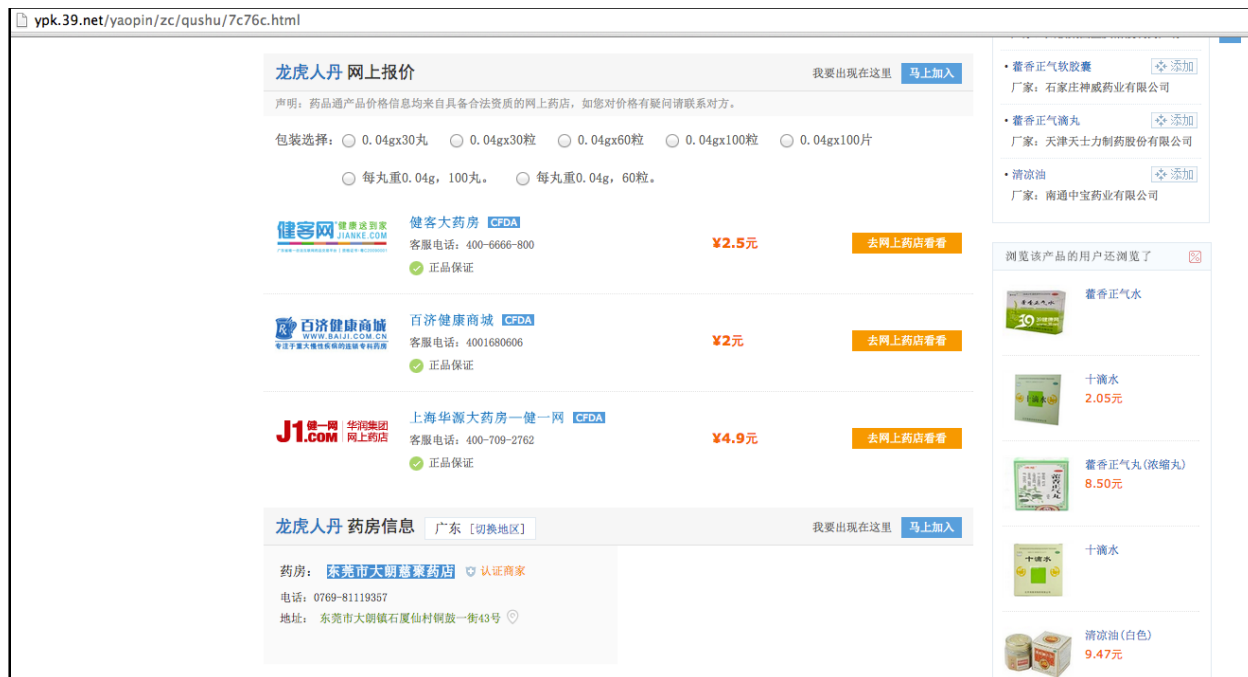 ypk.39.net/yaopin/zc/qushu/7c76c.html
龙虎人丹 网上报价
我要出现在这里 马上加入
声明: 药品通产品价格信息均来自具备合法资质的网上药店，如您对价格有疑问请联系对方。
包装选择: 0.04gx30丸 0.04gx30粒 0.04gx60粒 0.04gx100粒 0.04gx100片
每丸重0.04g，100丸。 每丸重0.04g，60粒。
健客网 健康送到家
JIANKE.COM
健客大药房 CFDA
客服电话: 400-6666-800
正品保证
¥2.5元
去网上药店看看
百济健康商城
WWW.BAIJI.COM.CN
专注于重大慢性疾病的连锁专科药房
百济健康商城 CFDA
客服电话: 4001680606
正品保证
¥2元
去网上药店看看
J1.COM 健一网 华润集团
网上药店
上海华源大药房—健一网 CFDA
客服电话: 400-709-2762
正品保证
¥4.9元
去网上药店看看
龙虎人丹 药房信息 广东 [切换地区]
我要出现在这里 马上加入
药房: 东莞市大朗慈聚药店 认证商家
电话: 0769-81119357
地址: 东莞市大朗镇石厦仙村铜鼓一街43号
• 藿香正气软胶囊 添加
厂家: 石家庄神威药业有限公司
• 藿香正气滴丸 添加
厂家: 天津天士力制药股份有限公司
• 清凉油 添加
厂家: 南通中宝药业有限公司
浏览该产品的用户还浏览了
藿香正气水
十滴水
2.05元
藿香正气丸(浓缩丸)
8.50元
十滴水
清凉油(白色)
9.47元